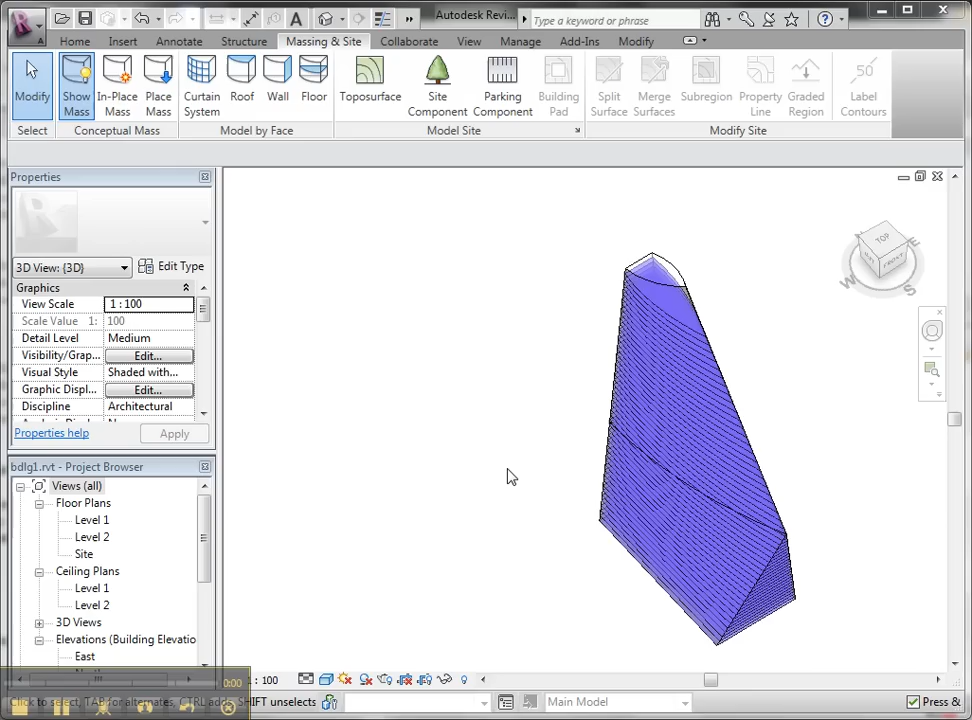 Autodesk Revi...
Type a keyword or phrase
Home Insert Annotate Structure Massing & Site Collaborate View Manage Add-Ins Modify
Modify
Show Mass
In-Place Mass
Place Mass
Curtain System
Roof
Wall
Floor
Toposurface
Site Component
Parking Component
Building Pad
Split Surface
Merge Surfaces
Subregion
Property Line
Graded Region
50
Label Contours
Select Conceptual Mass Model by Face Model Site Modify Site
Properties
3D View: {3D} Edit Type
Graphics
View Scale 1 : 100
Scale Value 1: 100
Detail Level Medium
Visibility/Grap... Edit...
Visual Style Shaded with...
Graphic Displ... Edit...
Discipline Architectural
Properties help Apply
bdlg1.rvt - Project Browser
Views (all)
Floor Plans
Level 1
Level 2
Site
Ceiling Plans
Level 1
Level 2
3D Views
Elevations (Building Elevatio
East
TOP
FRONT
W
S
E
0:00
1 : 100
Click to select, TAB for alternates, CTRL adds, SHIFT unselects
Main Model
Press &